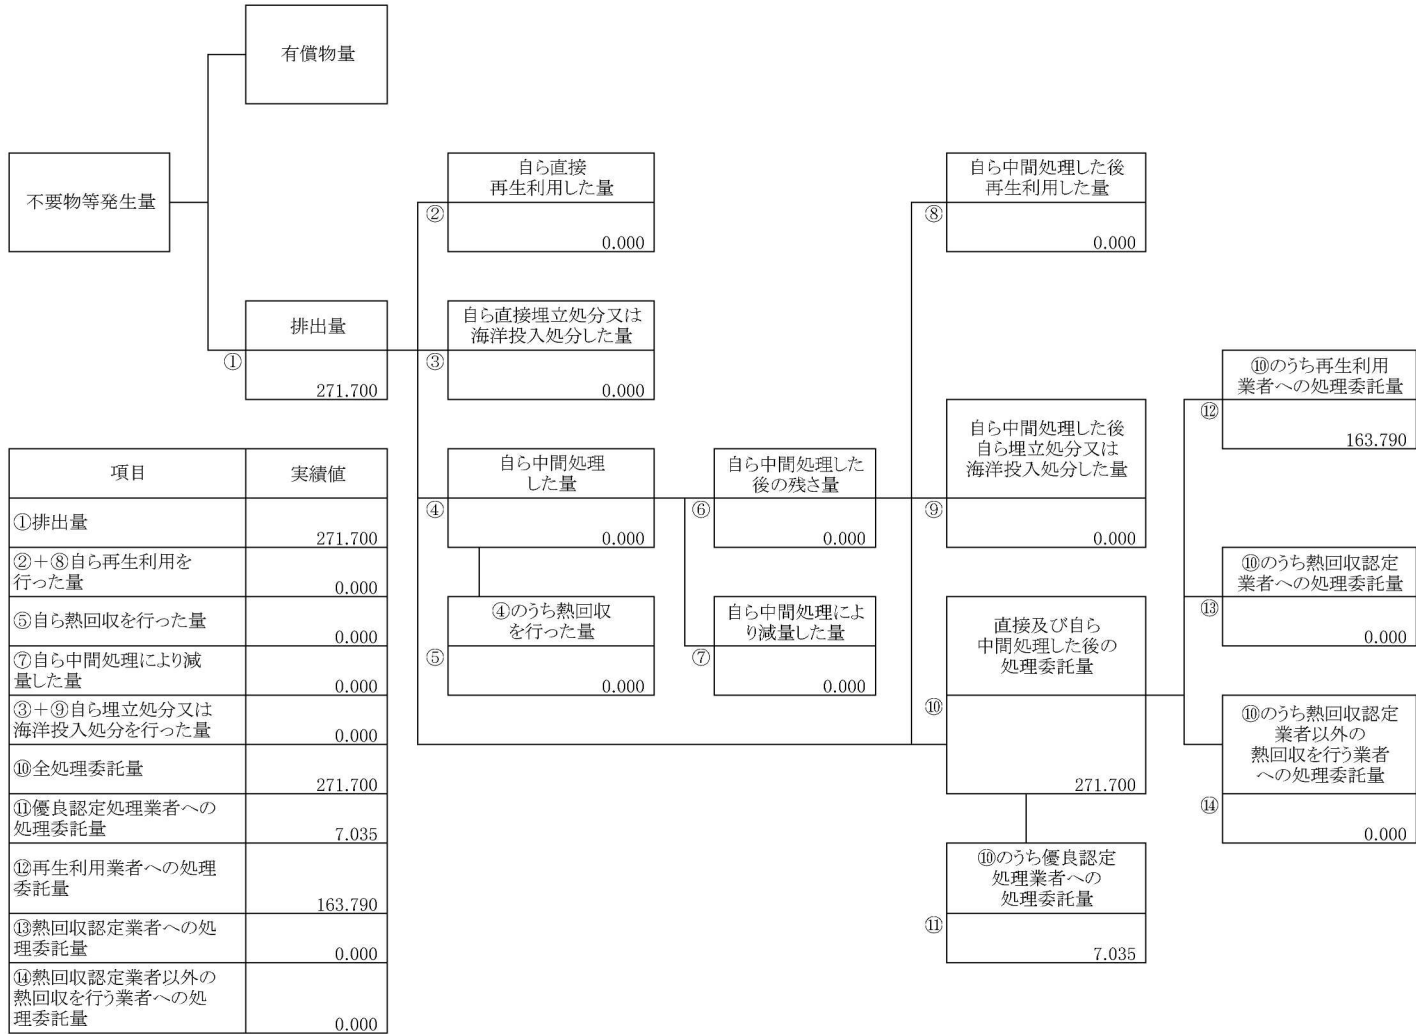 有償物量
不要物等発生量
排出量
①
271.700
自ら直接
再生利用した量
②
0.000
自ら直接埋立処分又は
海洋投入処分した量
③
0.000
自ら中間処理
した量
④
0.000
④のうち熱回収
を行った量
⑤
0.000
自ら中間処理した
後の残さ量
⑥
0.000
自ら中間処理によ
り減量した量
⑦
0.000
自ら中間処理した後
再生利用した量
⑧
0.000
自ら中間処理した後
自ら埋立処分又は
海洋投入処分した量
⑨
0.000
直接及び自ら
中間処理した後の
処理委託量
⑩
271.700
⑩のうち優良認定
処理業者への
処理委託量
⑪
7.035
⑩のうち再生利用
業者への処理委託量
⑫
163.790
⑩のうち熱回収認定
業者への処理委託量
⑬
0.000
⑩のうち熱回収認定
業者以外の
熱回収を行う業者
への処理委託量
⑭
0.000
項目 実績値
①排出量
271.700
②＋⑧自ら再生利用を
行った量
0.000
⑤自ら熱回収を行った量
0.000
⑦自ら中間処理により減
量した量
0.000
③＋⑨自ら埋立処分又は
海洋投入処分を行った量
0.000
⑩全処理委託量
271.700
⑪優良認定処理業者への
処理委託量
7.035
⑫再生利用業者への処理
委託量
163.790
⑬熱回収認定業者への処
理委託量
0.000
⑭熱回収認定業者以外の
熱回収を行う業者への処
理委託量
0.000